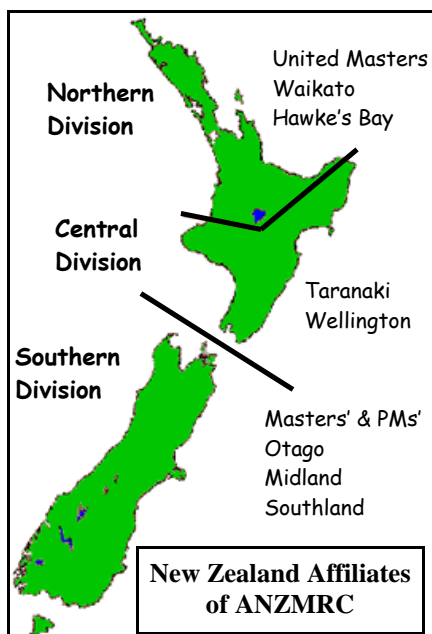 Northern
Division
United Masters
Waikato
Hawke's Bay
Central
Division
Taranaki
Wellington
Southern
Division
Masters' & PMs'
Otago
Midland
Southland
New Zealand Affiliates
of ANZMRC